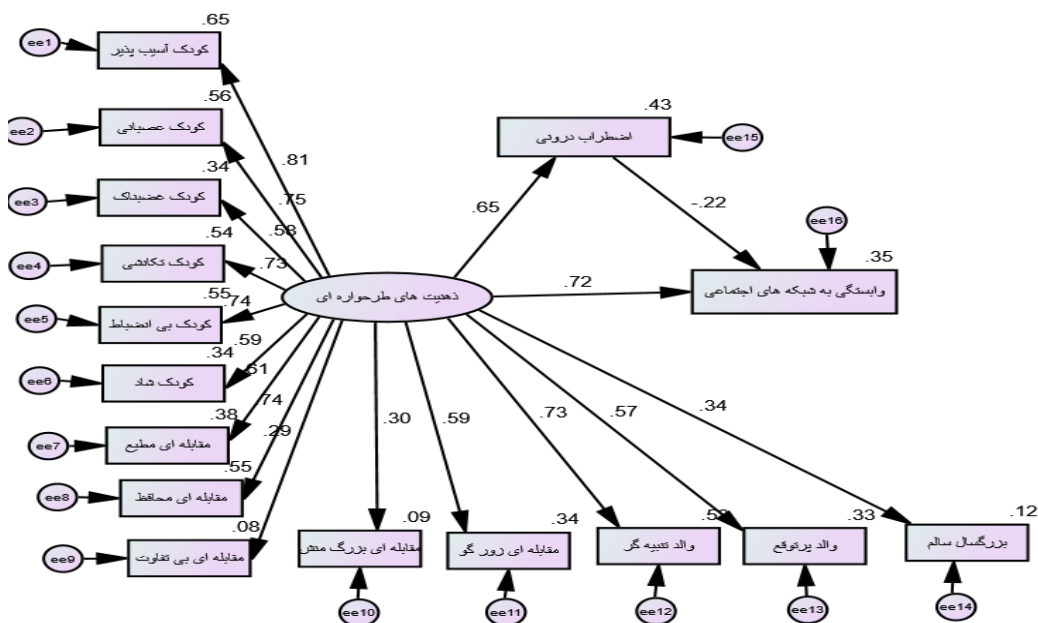 .65
ee1
کودک آسیب پذیر
.56
ee2
کودک عصبانی
.34
ee3
کودک غضبناک
.54
ee4
کودک تکانشی
.55
ee5
کودک بی انضباط
.34
ee6
کودک شاد
.38
ee7
مقابله ای مطیع
.55
ee8
مقابله ای محافظ
.08
ee9
مقابله ای بی تفاوت
.81
.75
.58
.73
.74
.59
.61
.74
.29
ذهنیت های طرحواره ای
.43
اضطراب درونی
ee15
.65
-.22
ee16
.35
.72
وابستگی به شبکه های اجتماعی
.30
.59
.73
.57
.34
.09
مقابله ای بزرگ منش
ee10
.34
مقابله ای زور گو
ee11
والد تنبیه گر
ee12
.33
والد پرتوقع
ee13
.12
بزرگسال سالم
ee14